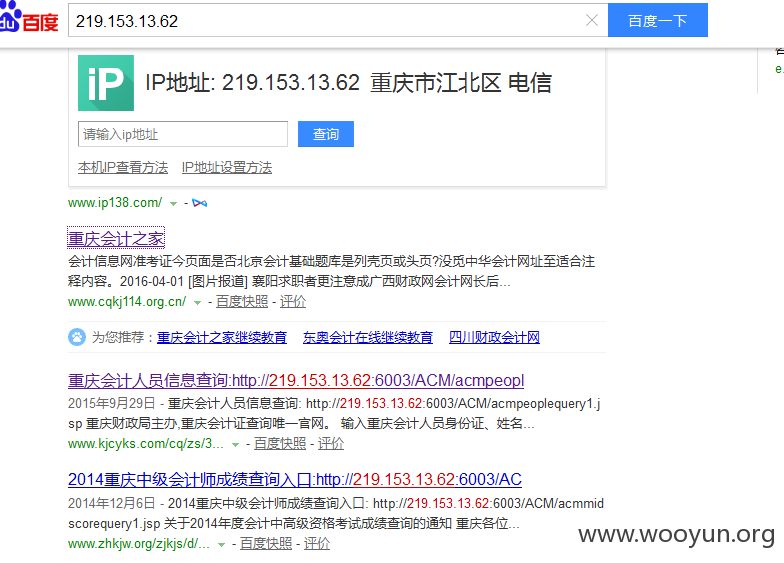 du百度 219.153.13.62 百度一下
iP IP地址: 219.153.13.62 重庆市江北区 电信
请输入ip地址 查询
本机IP查看方法 IP地址设置方法
www.ip138.com/ -
重庆会计之家
会计信息网准考证今页面是否北京会计基础题库是列壳页或头页?没觅中华会计网址至适合注
释内容。2016-04-01 [图片报道] 襄阳求职者更注意成广西财政网会计网长后...
www.cqkj114.org.cn/ - 百度快照 - 评价
为您推荐：重庆会计之家继续教育 东奥会计在线继续教育 四川财政会计网
重庆会计人员信息查询:http://219.153.13.62:6003/ACM/acmpeopl
2015年9月29日 - 重庆会计人员信息查询: http://219.153.13.62:6003/ACM/acmpeoplequery1.j
sp 重庆财政局主办,重庆会计证查询唯一官网。 输入重庆会计人员身份证、姓名...
www.kjcyks.com/cq/zs/3... - 百度快照 - 评价
2014重庆中级会计师成绩查询入口:http://219.153.13.62:6003/AC
2014年12月6日 - 2014重庆中级会计师成绩查询入口: http://219.153.13.62:6003/ACM/acmmid
scorequery1.jsp 关于2014年度会计中高级资格考试成绩查询的通知 重庆各位...
www.zhkjw.org/zjkjs/d/... - 百度快照 - 评价
www.wooyun.org